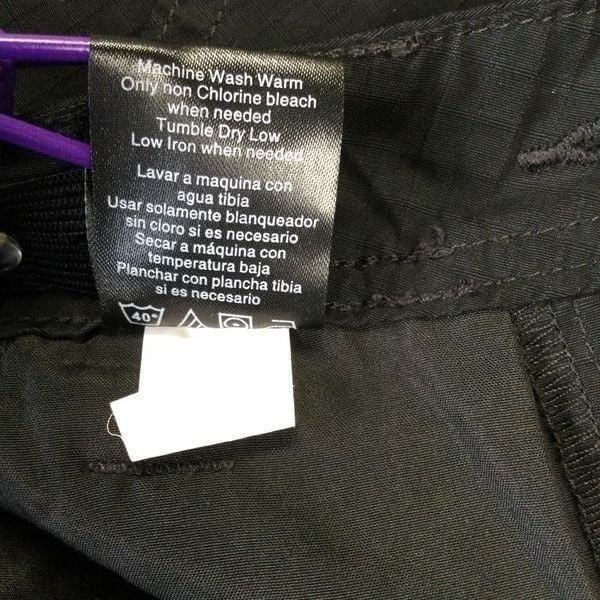 Machine Wash Warm
Only non Chlorine bleach
when needed
Tumble Dry Low
Low Iron when needed
Lavar a maquina con
agua tibia
Usar solamente blanqueador
sin cloro si es necesario
Secar a máquina con
temperatura baja
Planchar con plancha tibia
si es necesario
40°